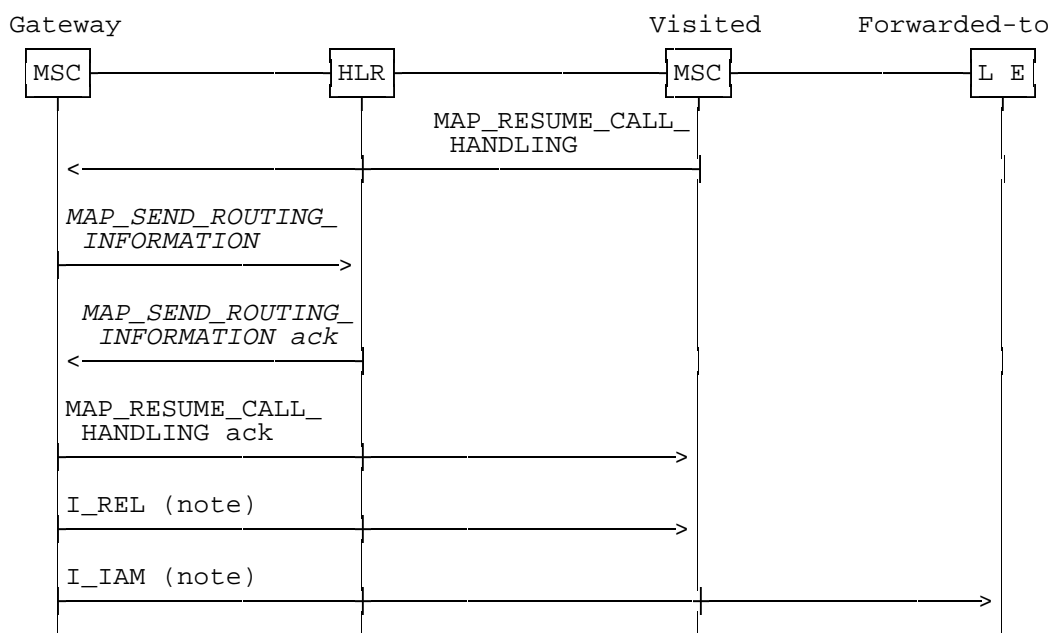 Gateway Visited Forwarded-to
MSC HLR MSC L E
MAP_RESUME_CALL_
HANDLING
MAP_SEND_ROUTING_
INFORMATION
MAP_SEND_ROUTING_
INFORMATION ack
MAP_RESUME_CALL_
HANDLING ack
I_REL (note)
I_IAM (note)